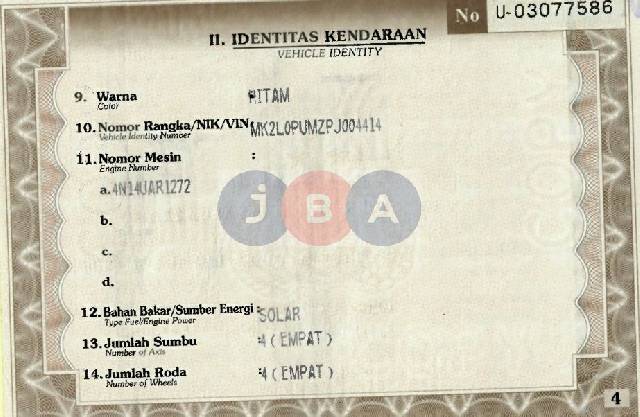 No U-03077586
II. IDENTITAS KENDARAAN
VEHICLE IDENTITY
9. Warna HITAM
Color
10. Nomor Rangka/NIK/VIN MK2L0PUMZPJ004414
Vehicle Identity Number
11. Nomor Mesin :
Engine Number
a. 4N14UAR1272
JBA
b.
c.
d.
12. Bahan Bakar/Sumber Energi : SOLAR
Type Fuel/Engine Power
13. Jumlah Sumbu :4 ( EMPAT )
Number of Axis
14. Jumlah Roda :4 ( EMPAT )
Number of Wheels
4